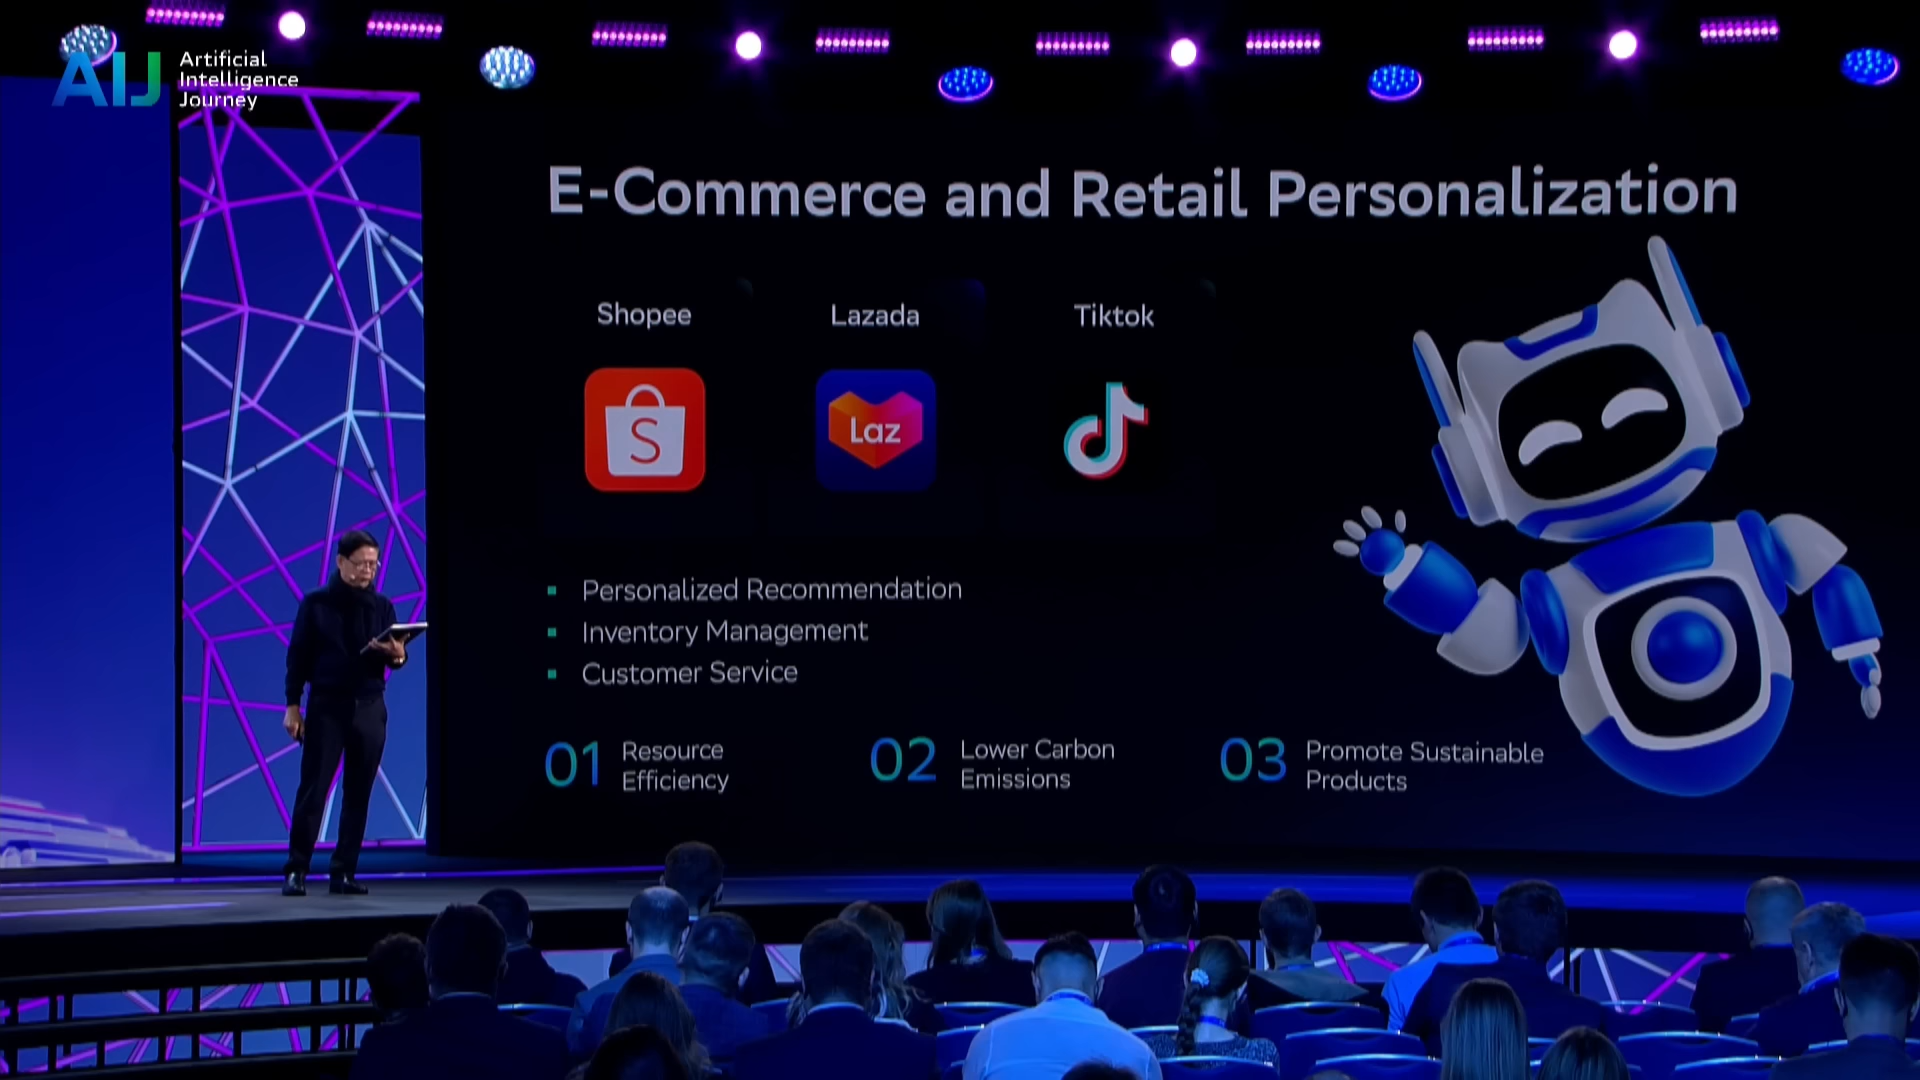 AIJ
Artificial
Intelligence
Journey
E-Commerce and Retail Personalization
Shopee
Lazada
Tiktok
S
Laz
Personalized Recommendation
Inventory Management
Customer Service
01
Resource
Efficiency
02
Lower Carbon
Emissions
03
Promote Sustainable
Products